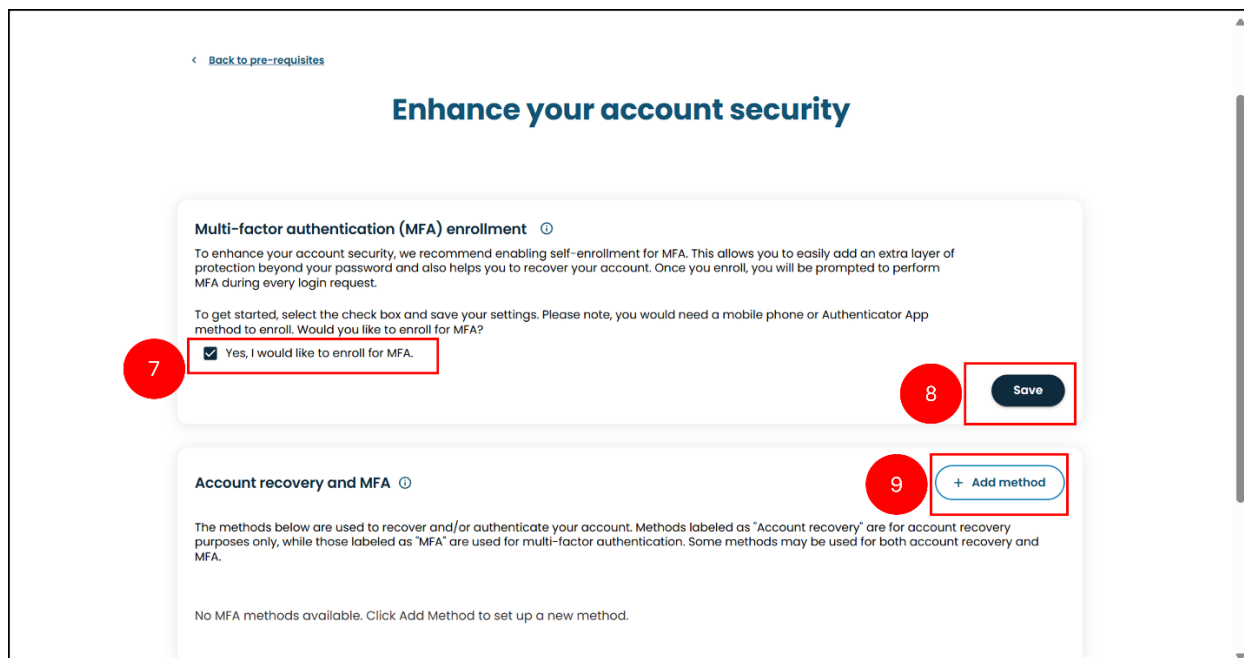 < Back to pre-requisites
Enhance your account security
Multi-factor authentication (MFA) enrollment
To enhance your account security, we recommend enabling self-enrollment for MFA. This allows you to easily add an extra layer of
protection beyond your password and also helps you to recover your account. Once you enroll, you will be prompted to perform
MFA during every login request.
To get started, select the check box and save your settings. Please note, you would need a mobile phone or Authenticator App
method to enroll. Would you like to enroll for MFA?
7
Yes, I would like to enroll for MFA.
8
Save
Account recovery and MFA
9
+ Add method
The methods below are used to recover and/or authenticate your account. Methods labeled as "Account recovery" are for account recovery
purposes only, while those labeled as "MFA" are used for multi-factor authentication. Some methods may be used for both account recovery and
MFA.
No MFA methods available. Click Add Method to set up a new method.